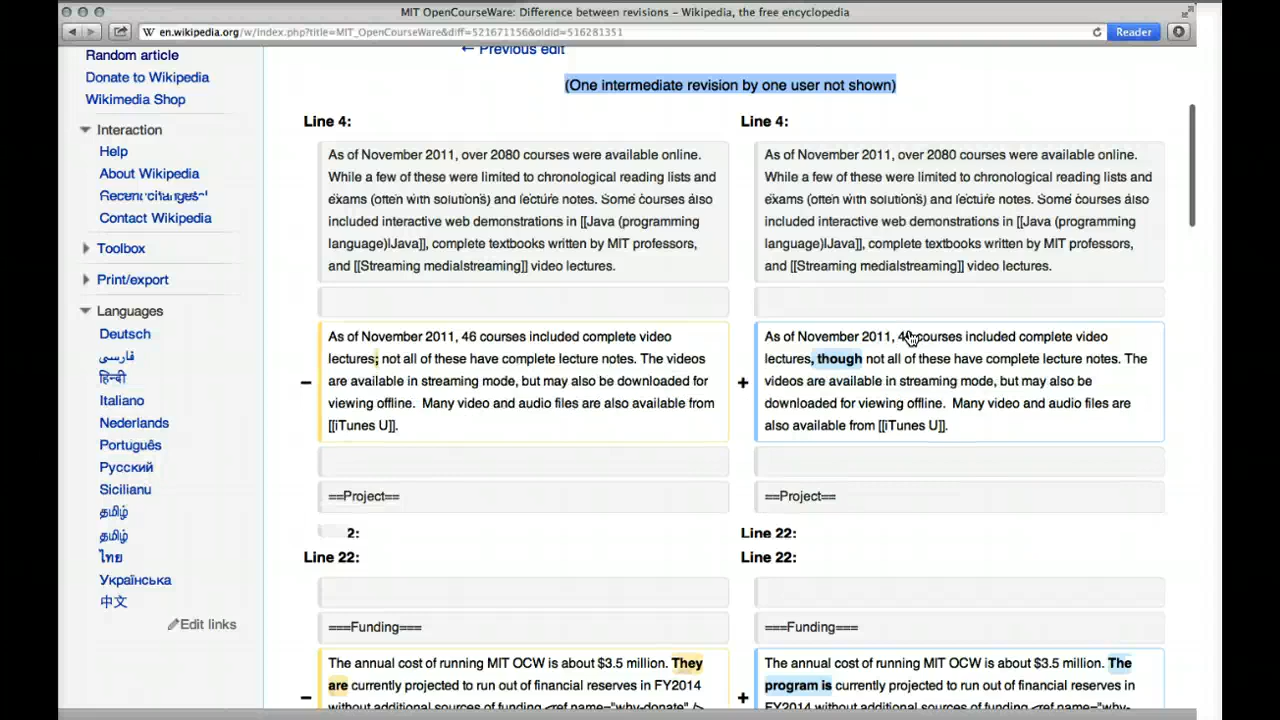 MIT OpenCourseWare: Difference between revisions – Wikipedia, the free encyclopedia
en.wikipedia.org/w/index.php?title=MIT_OpenCourseWare&diff=521671156&oldid=516281351
Reader
Random article
Donate to Wikipedia
Wikimedia Shop
Interaction
Help
About Wikipedia
Recent changes
Contact Wikipedia
Toolbox
Print/export
Languages
Deutsch
فارسی
हिन्दी
Italiano
Nederlands
Português
Русский
Sicilianu
தமிழ்
தமிழ்
ไทย
Українська
中文
Edit links
← Previous edit
(One intermediate revision by one user not shown)
Line 4:
As of November 2011, over 2080 courses were available online.
While a few of these were limited to chronological reading lists and
exams (often with solutions) and lecture notes. Some courses also
included interactive web demonstrations in [[Java (programming
language)|Java]], complete textbooks written by MIT professors,
and [[Streaming media|streaming]] video lectures.
As of November 2011, 46 courses included complete video
lectures; not all of these have complete lecture notes. The videos
are available in streaming mode, but may also be downloaded for
viewing offline.  Many video and audio files are also available from
[[iTunes U]].
==Project==
2:
Line 22:
===Funding===
The annual cost of running MIT OCW is about $3.5 million. They
are currently projected to run out of financial reserves in FY2014
without additional sources of funding <ref name="why-donate" />
Line 4:
As of November 2011, over 2080 courses were available online.
While a few of these were limited to chronological reading lists and
exams (often with solutions) and lecture notes. Some courses also
included interactive web demonstrations in [[Java (programming
language)|Java]], complete textbooks written by MIT professors,
and [[Streaming media|streaming]] video lectures.
As of November 2011, courses included complete video
lectures, though not all of these have complete lecture notes. The
videos are available in streaming mode, but may also be
downloaded for viewing offline.  Many video and audio files are
also available from [[iTunes U]].
==Project==
Line 22:
Line 22:
===Funding===
The annual cost of running MIT OCW is about $3.5 million. The
program is currently projected to run out of financial reserves in
FY2014 without additional sources of funding <ref name="why-